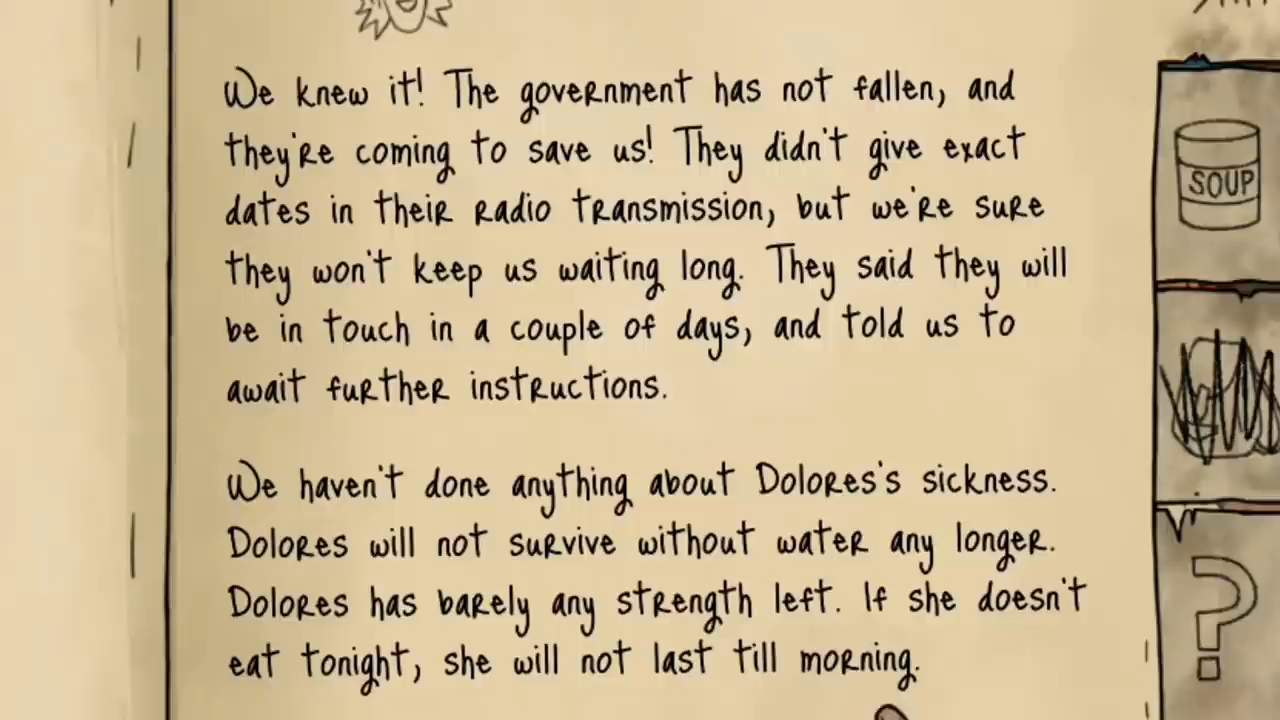 We knew it! The government has not fallen, and
they're coming to save us! They didn't give exact
dates in their radio transmission, but we're sure
they won't keep us waiting long. They said they will
be in touch in a couple of days, and told us to
await further instructions.
We haven't done anything about Dolores's sickness.
Dolores will not survive without water any longer.
Dolores has barely any strength left. If she doesn't
eat tonight, she will not last till morning.
SOUP
?